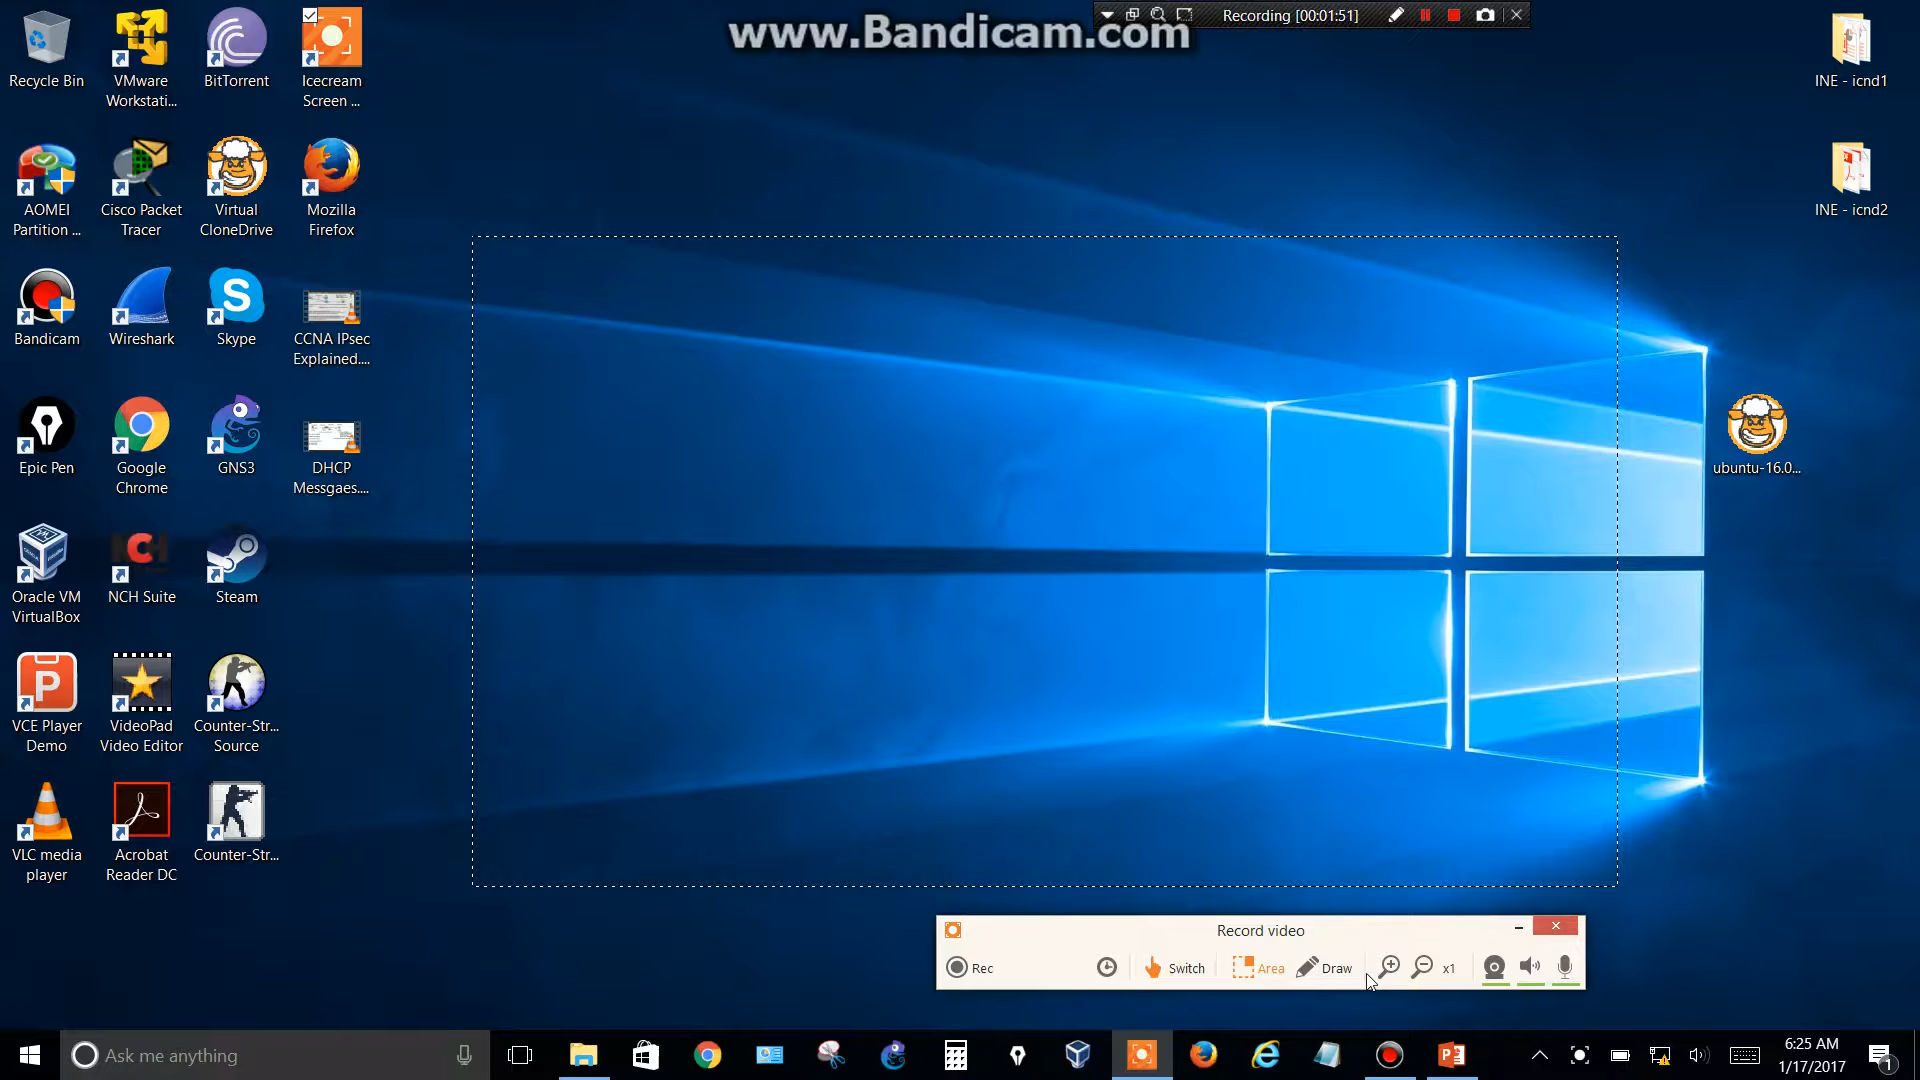 www.Bandicam.com
Recording [00:01:51]
Recycle Bin
VMware
Workstati...
BitTorrent
Icecream
Screen ...
INE - icnd1
AOMEI
Partition ...
Cisco Packet
Tracer
Virtual
CloneDrive
Mozilla
Firefox
INE - icnd2
Bandicam
Wireshark
Skype
CCNA IPsec
Explained....
Epic Pen
Google
Chrome
GNS3
DHCP
Messgaes....
ubuntu-16.0...
Oracle VM
VirtualBox
NCH Suite
Steam
VCE Player
Demo
VideoPad
Video Editor
Counter-Str...
Source
VLC media
player
Acrobat
Reader DC
Counter-Str...
Record video
Rec
Switch
Area
Draw
x1
Ask me anything
6:25 AM
1/17/2017
1